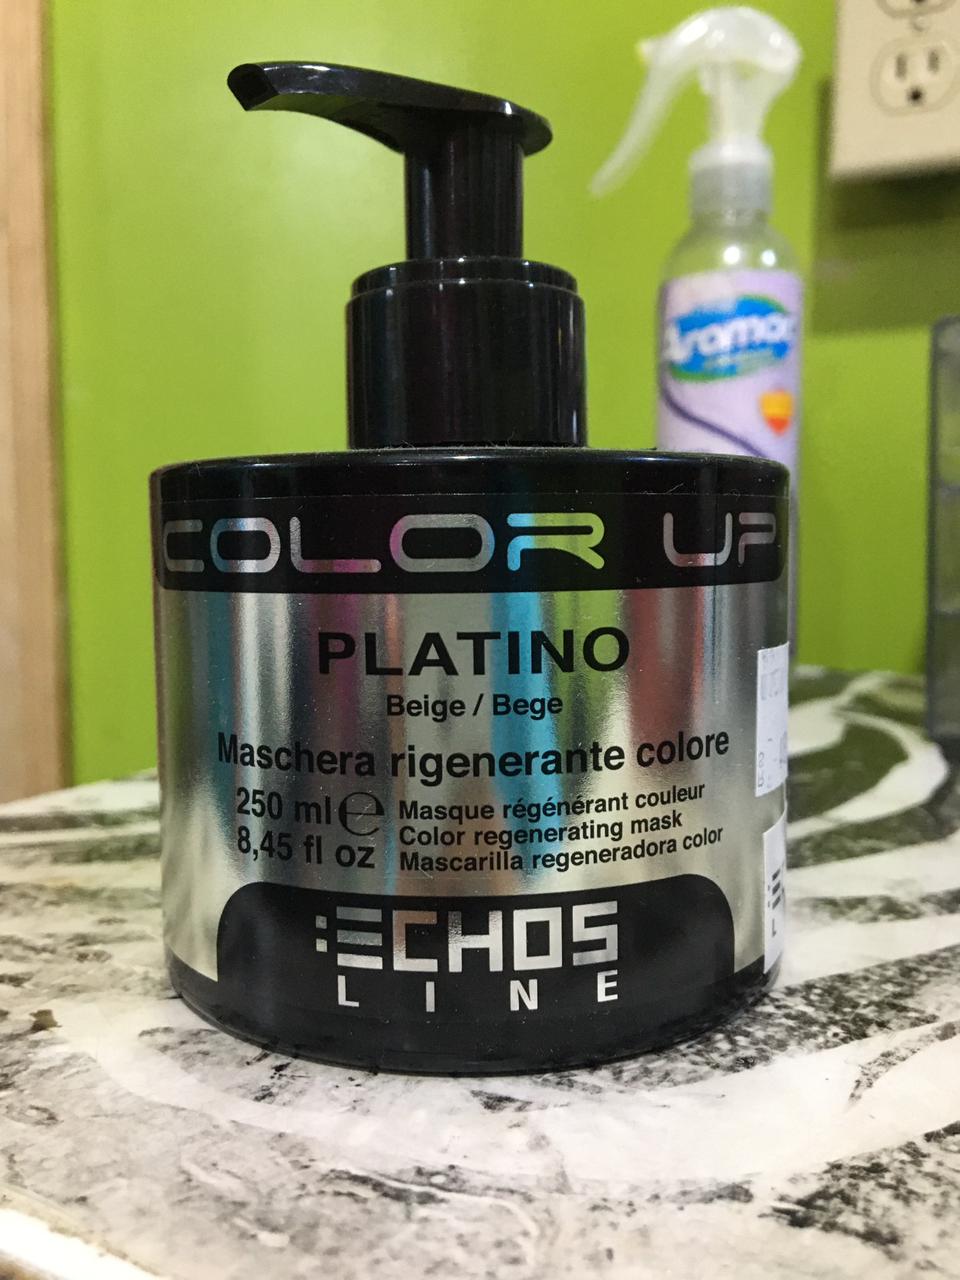 COLOR UP
PLATINO
Beige / Bege
Maschera rigenerante colore
250 ml ℮
8,45 fl oz
Masque régénérant couleur
Color regenerating mask
Mascarilla regeneradora color
ECHOS
LINE